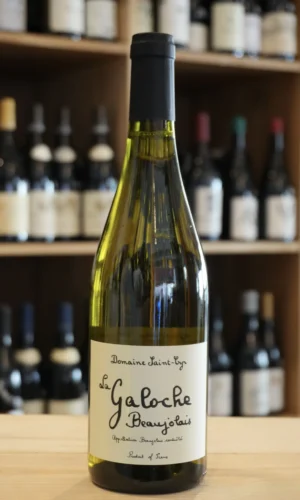 Domaine Saint-Cyr
La
Galoche
Beaujolais
Appellation Beaujolais contrôlée
Product of France